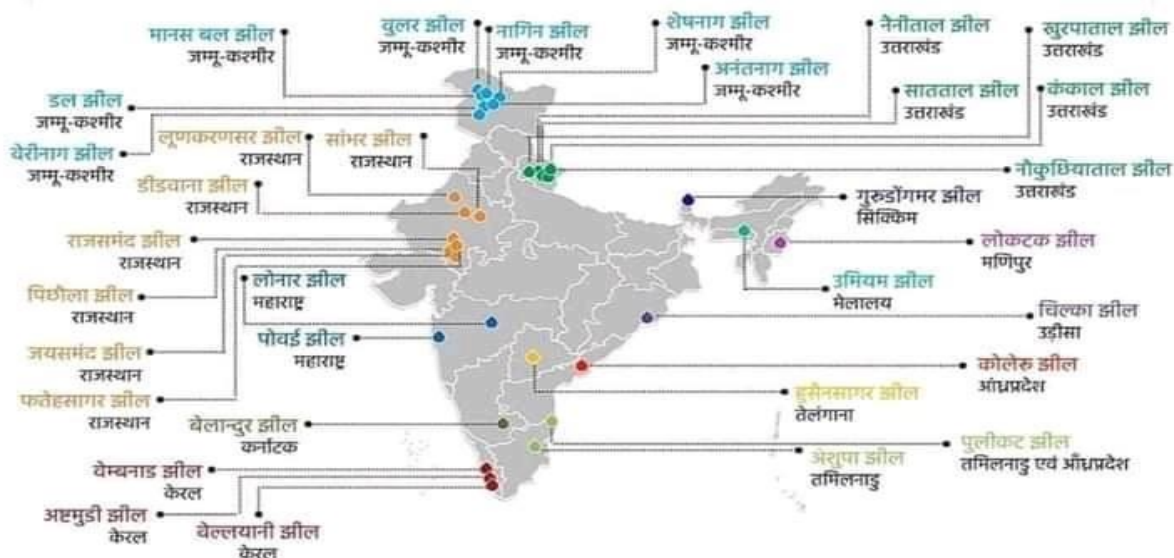 मानस बल झील
जम्मू-कश्मीर
वुलर झील
जम्मू-कश्मीर
नागिन झील
जम्मू-कश्मीर
शेषनाग झील
जम्मू-कश्मीर
नैनीताल झील
उत्तराखंड
खुरपाताल झील
उत्तराखंड
अनंतनाग झील
जम्मू-कश्मीर
सातताल झील
उत्तराखंड
कंकाल झील
उत्तराखंड
डल झील
जम्मू-कश्मीर
वेरीनाग झील
जम्मू-कश्मीर
लूणकरणसर झील
राजस्थान
सांभर झील
राजस्थान
नौकुछियाताल झील
उत्तराखंड
डीडवाना झील
राजस्थान
गुरुडोंगमर झील
सिक्किम
राजसमंद झील
राजस्थान
लोकटक झील
मणिपुर
लोनार झील
महाराष्ट्र
उमियम झील
मेलालय
पिछौला झील
राजस्थान
चिल्का झील
उड़ीसा
पोवई झील
महाराष्ट्र
जयसमंद झील
राजस्थान
कोलेरु झील
आंध्रप्रदेश
फतेहसागर झील
राजस्थान
हुसैनसागर झील
तेलंगाना
बेलान्दुर झील
कर्नाटक
पुलीकट झील
तमिलनाडु एवं आँध्रप्रदेश
अंशुपा झील
तमिलनाडु
वेम्बनाड झील
केरल
अष्टमुडी झील
केरल
वेल्लयानी झील
केरल